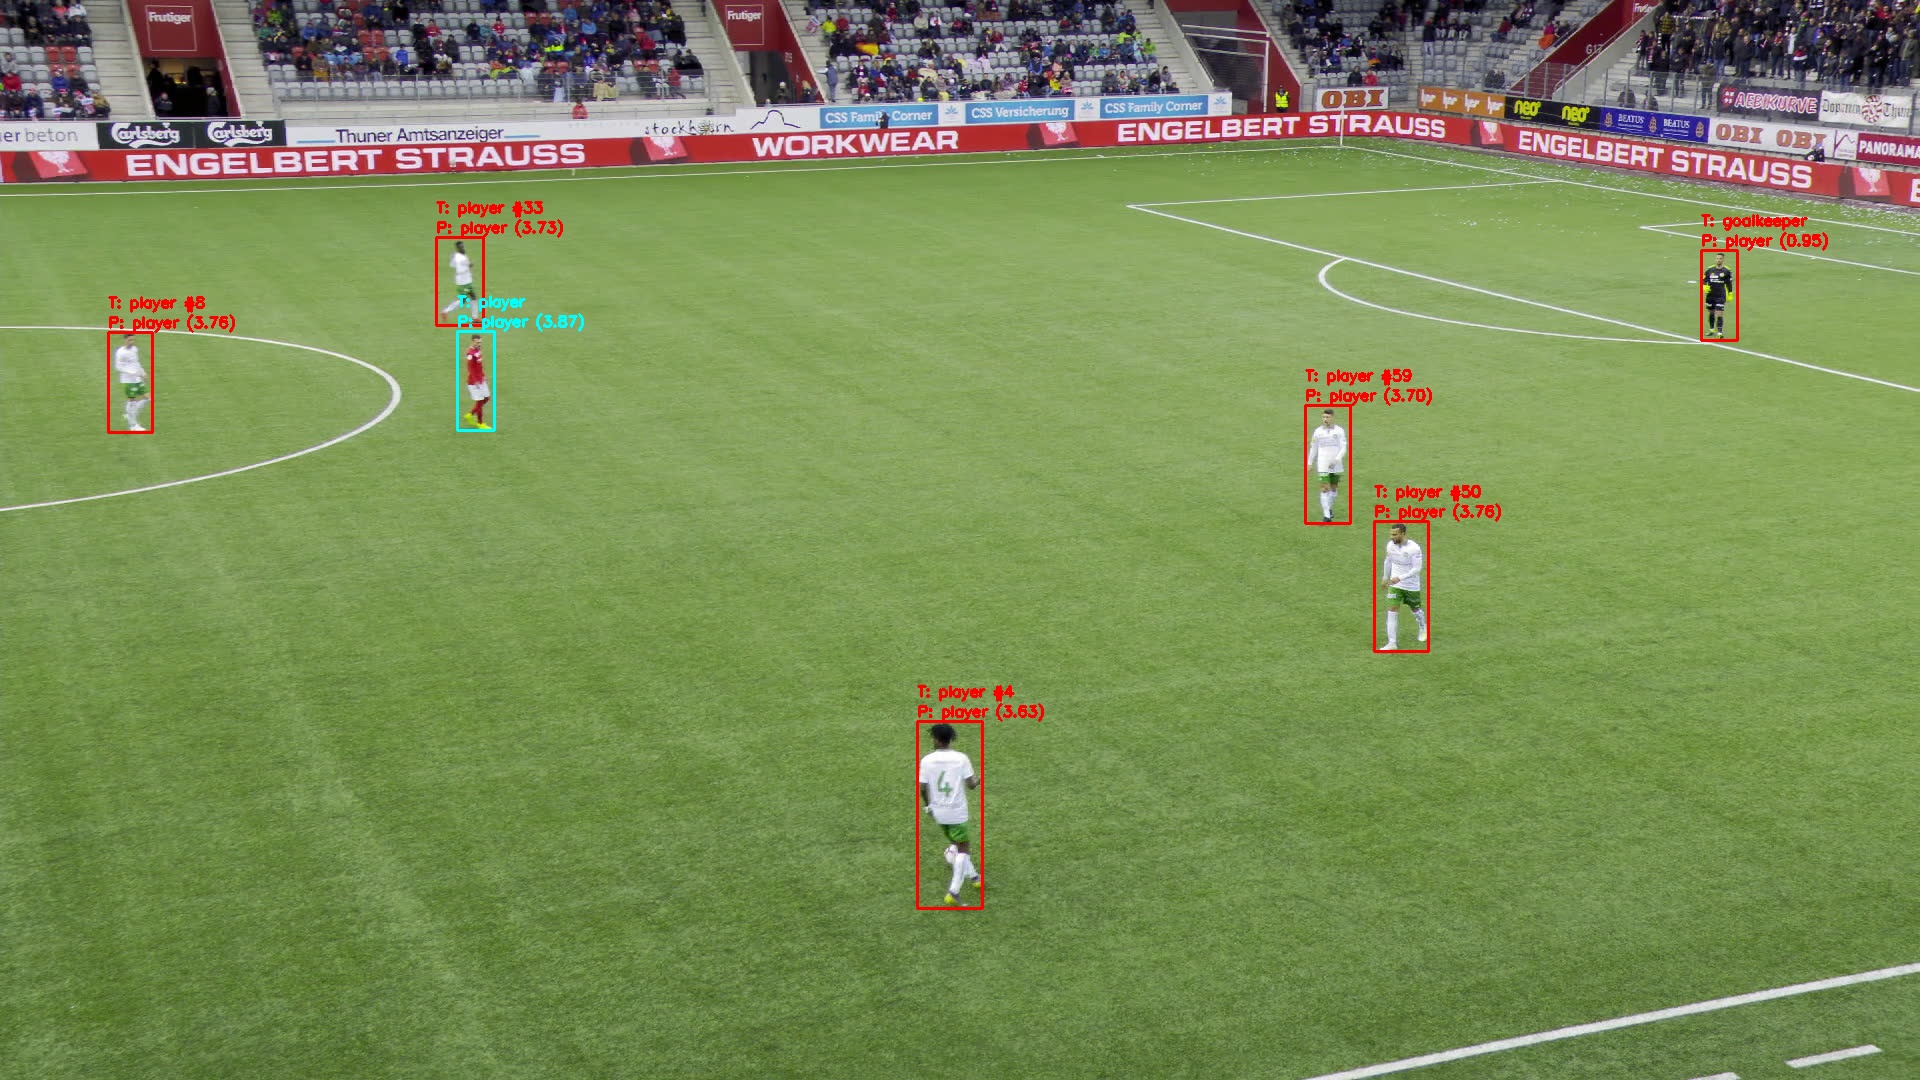 Frutiger
Frutiger
Frutiger
G17
er beton
Carlsberg
Carlsberg
Thuner Amtsanzeiger
stockhorn
CSS Family Corner
CSS Versicherung
CSS Family Corner
OBI
neo
neo
BEATUS
BEATUS
OBI OBI
AEBIKURVE
PANORAMA
ENGELBERT STRAUSS
WORKWEAR
ENGELBERT STRAUSS
ENGELBERT STRAUSS
E
T: player #33
P: player (3.73)
T: goalkeeper
P: player (0.95)
T: player #8
P: player (3.76)
T: player
P: player (3.87)
T: player #59
P: player (3.70)
T: player #50
P: player (3.76)
T: player #4
P: player (3.63)
4